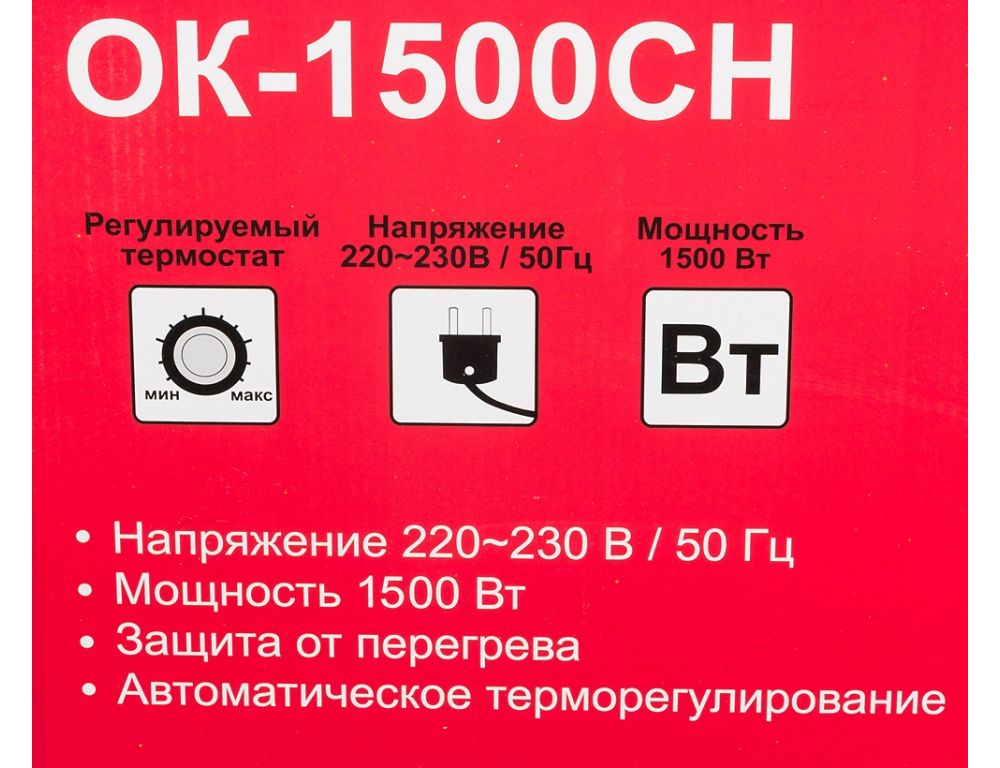 ОК-1500СН
Регулируемый
термостат
Напряжение
220~230В / 50Гц
Мощность
1500 Вт
мин
макс
Вт
• Напряжение 220~230 В / 50 Гц
• Мощность 1500 Вт
• Защита от перегрева
• Автоматическое терморегулирование